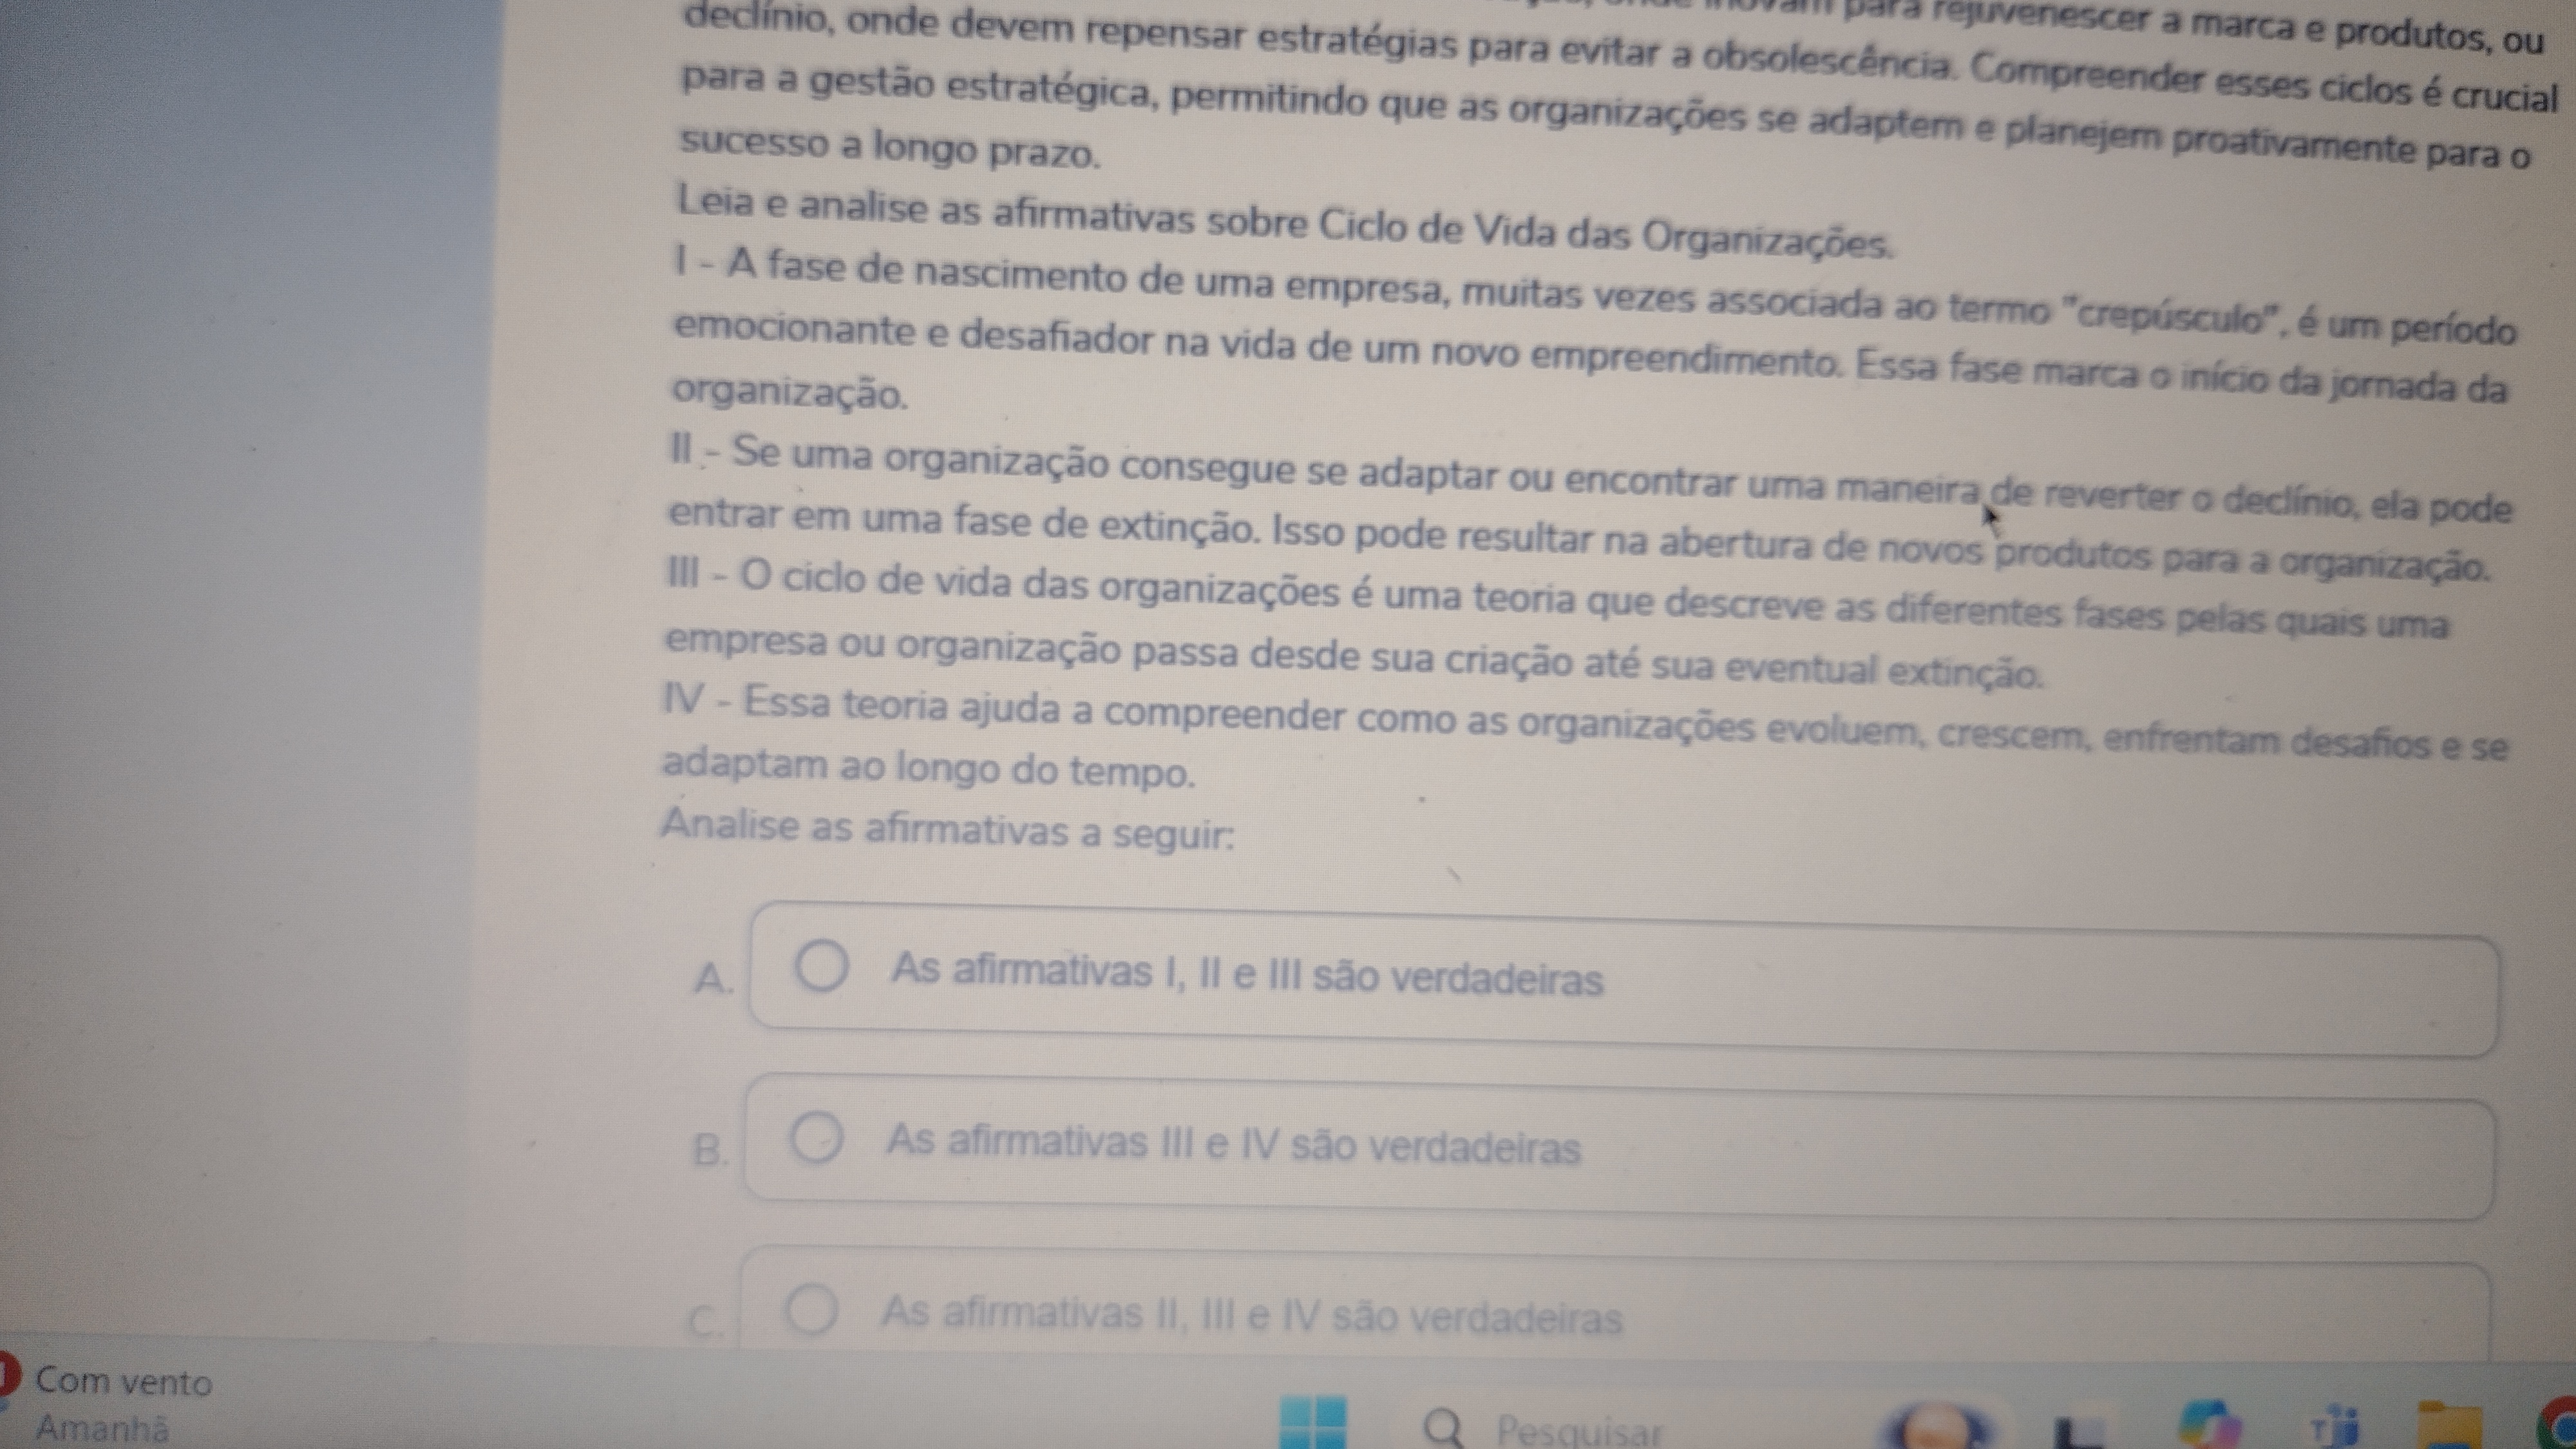 para rejuvenescer a marca e produtos, ou
declínio, onde devem repensar estratégias para evitar a obsolescência. Compreender esses ciclos é crucial
para a gestão estratégica, permitindo que as organizações se adaptem e planejem proativamente para o
sucesso a longo prazo.
Leia e analise as afirmativas sobre Ciclo de Vida das Organizações.
I - A fase de nascimento de uma empresa, muitas vezes associada ao termo "crepúsculo", é um período
emocionante e desafiador na vida de um novo empreendimento. Essa fase marca o início da jornada da
organização.
II - Se uma organização consegue se adaptar ou encontrar uma maneira de reverter o declínio, ela pode
entrar em uma fase de extinção. Isso pode resultar na abertura de novos produtos para a organização.
III - O ciclo de vida das organizações é uma teoria que descreve as diferentes fases pelas quais uma
empresa ou organização passa desde sua criação até sua eventual extinção.
IV - Essa teoria ajuda a compreender como as organizações evoluem, crescem, enfrentam desafios e se
adaptam ao longo do tempo.
Analise as afirmativas a seguir:
A. As afirmativas I, II e III são verdadeiras
B. As afirmativas III e IV são verdadeiras
C. As afirmativas II, III e IV são verdadeiras
Com vento
Amanhã
Pesquisar